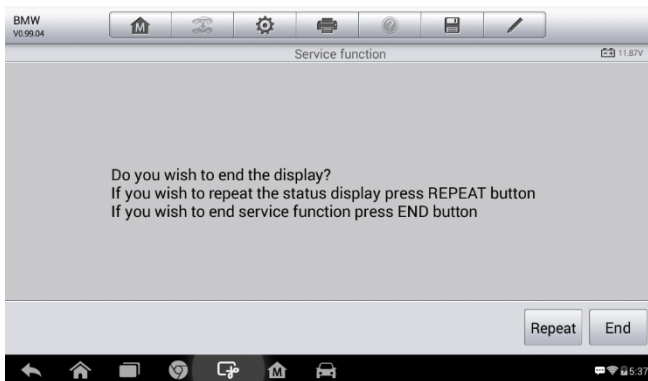 BMW
V0.99.04
M
Service function
11.87V
Do you wish to end the display?
If you wish to repeat the status display press REPEAT button
If you wish to end service function press END button
Repeat
End
M
5:37